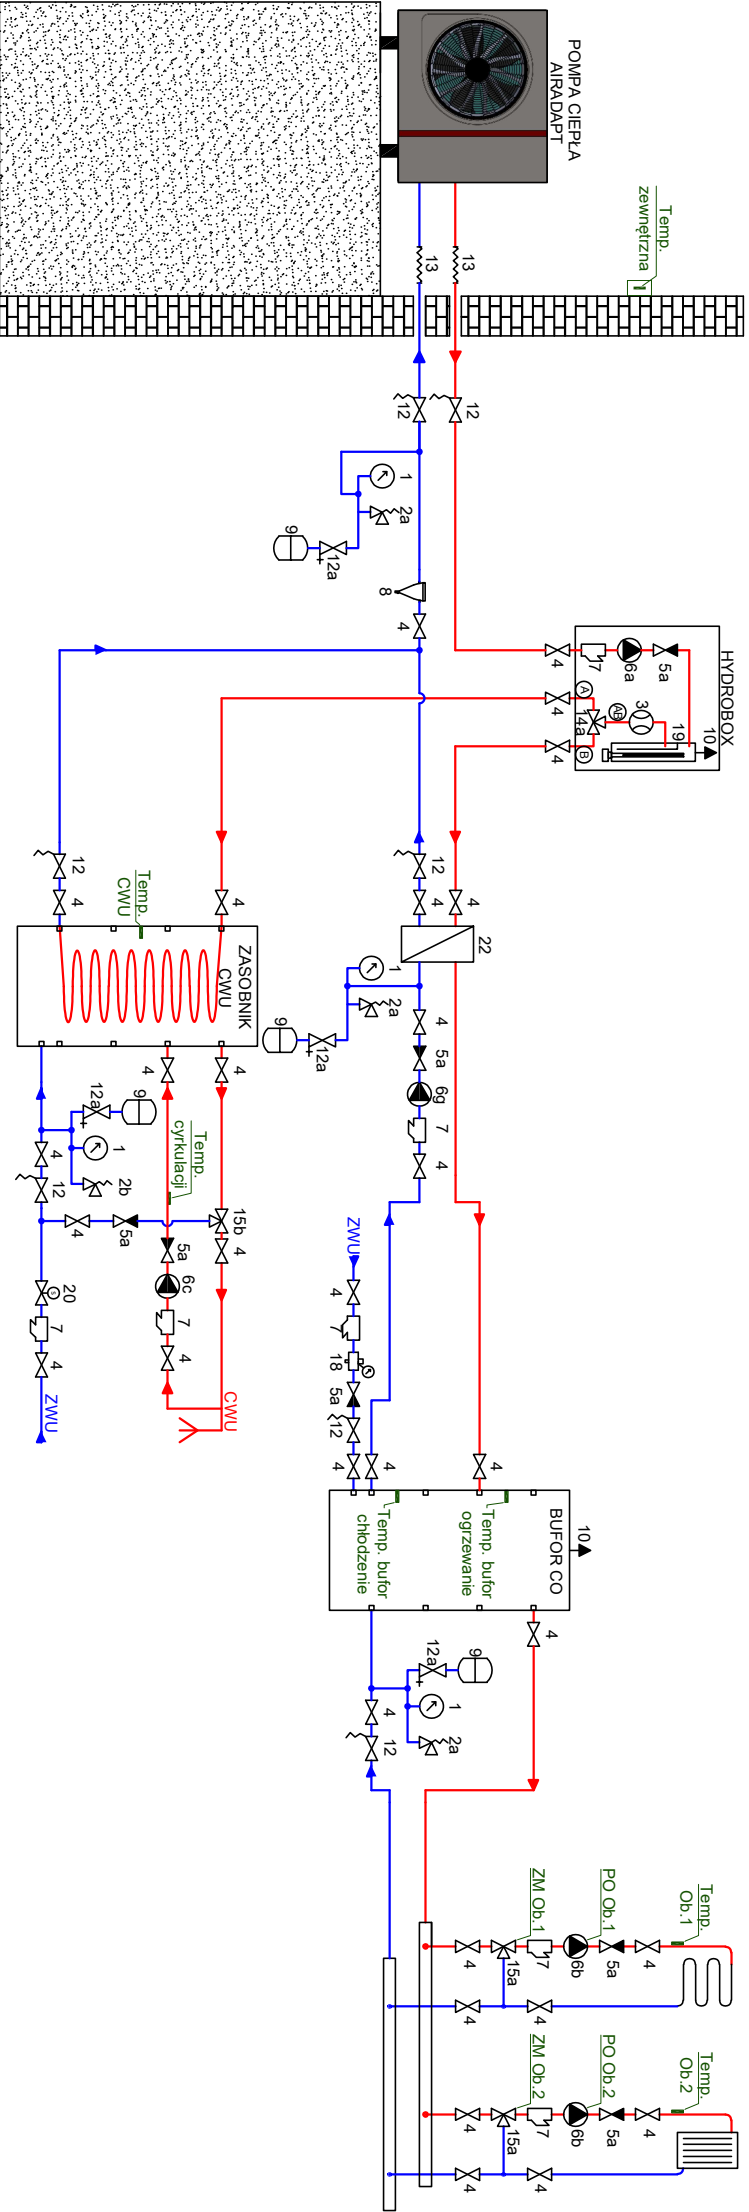 POMPA CIEPŁA
AIRADAPT
Temp.
zewnętrzna
13
13
12
12
1
2a
9
12a
8
4
HYDROBOX
4
7
6a
5a
A
4
14a
AB
3
19
10
B
4
12
4
Temp.
CWU
4
ZASOBNIK
CWU
12
4
4
22
1
2a
9
12a
4
5a
6g
7
4
4
4
12a
9
1
2b
4
12
Temp.
cyrkulacji
4
5a
15b
4
5a
6c
7
4
20
S
7
4
ZWU
CWU
ZWU
4
7
18
5a
12
4
4
4
BUFOR CO
10
Temp. bufor
ogrzewanie
Temp. bufor
chłodzenie
4
12a
9
1
2a
4
12
ZM Ob.1
PO Ob.1
Temp.
Ob.1
4
15a
7
6b
5a
4
4
4
ZM Ob.2
PO Ob.2
Temp.
Ob.2
4
15a
7
6b
5a
4
4
4